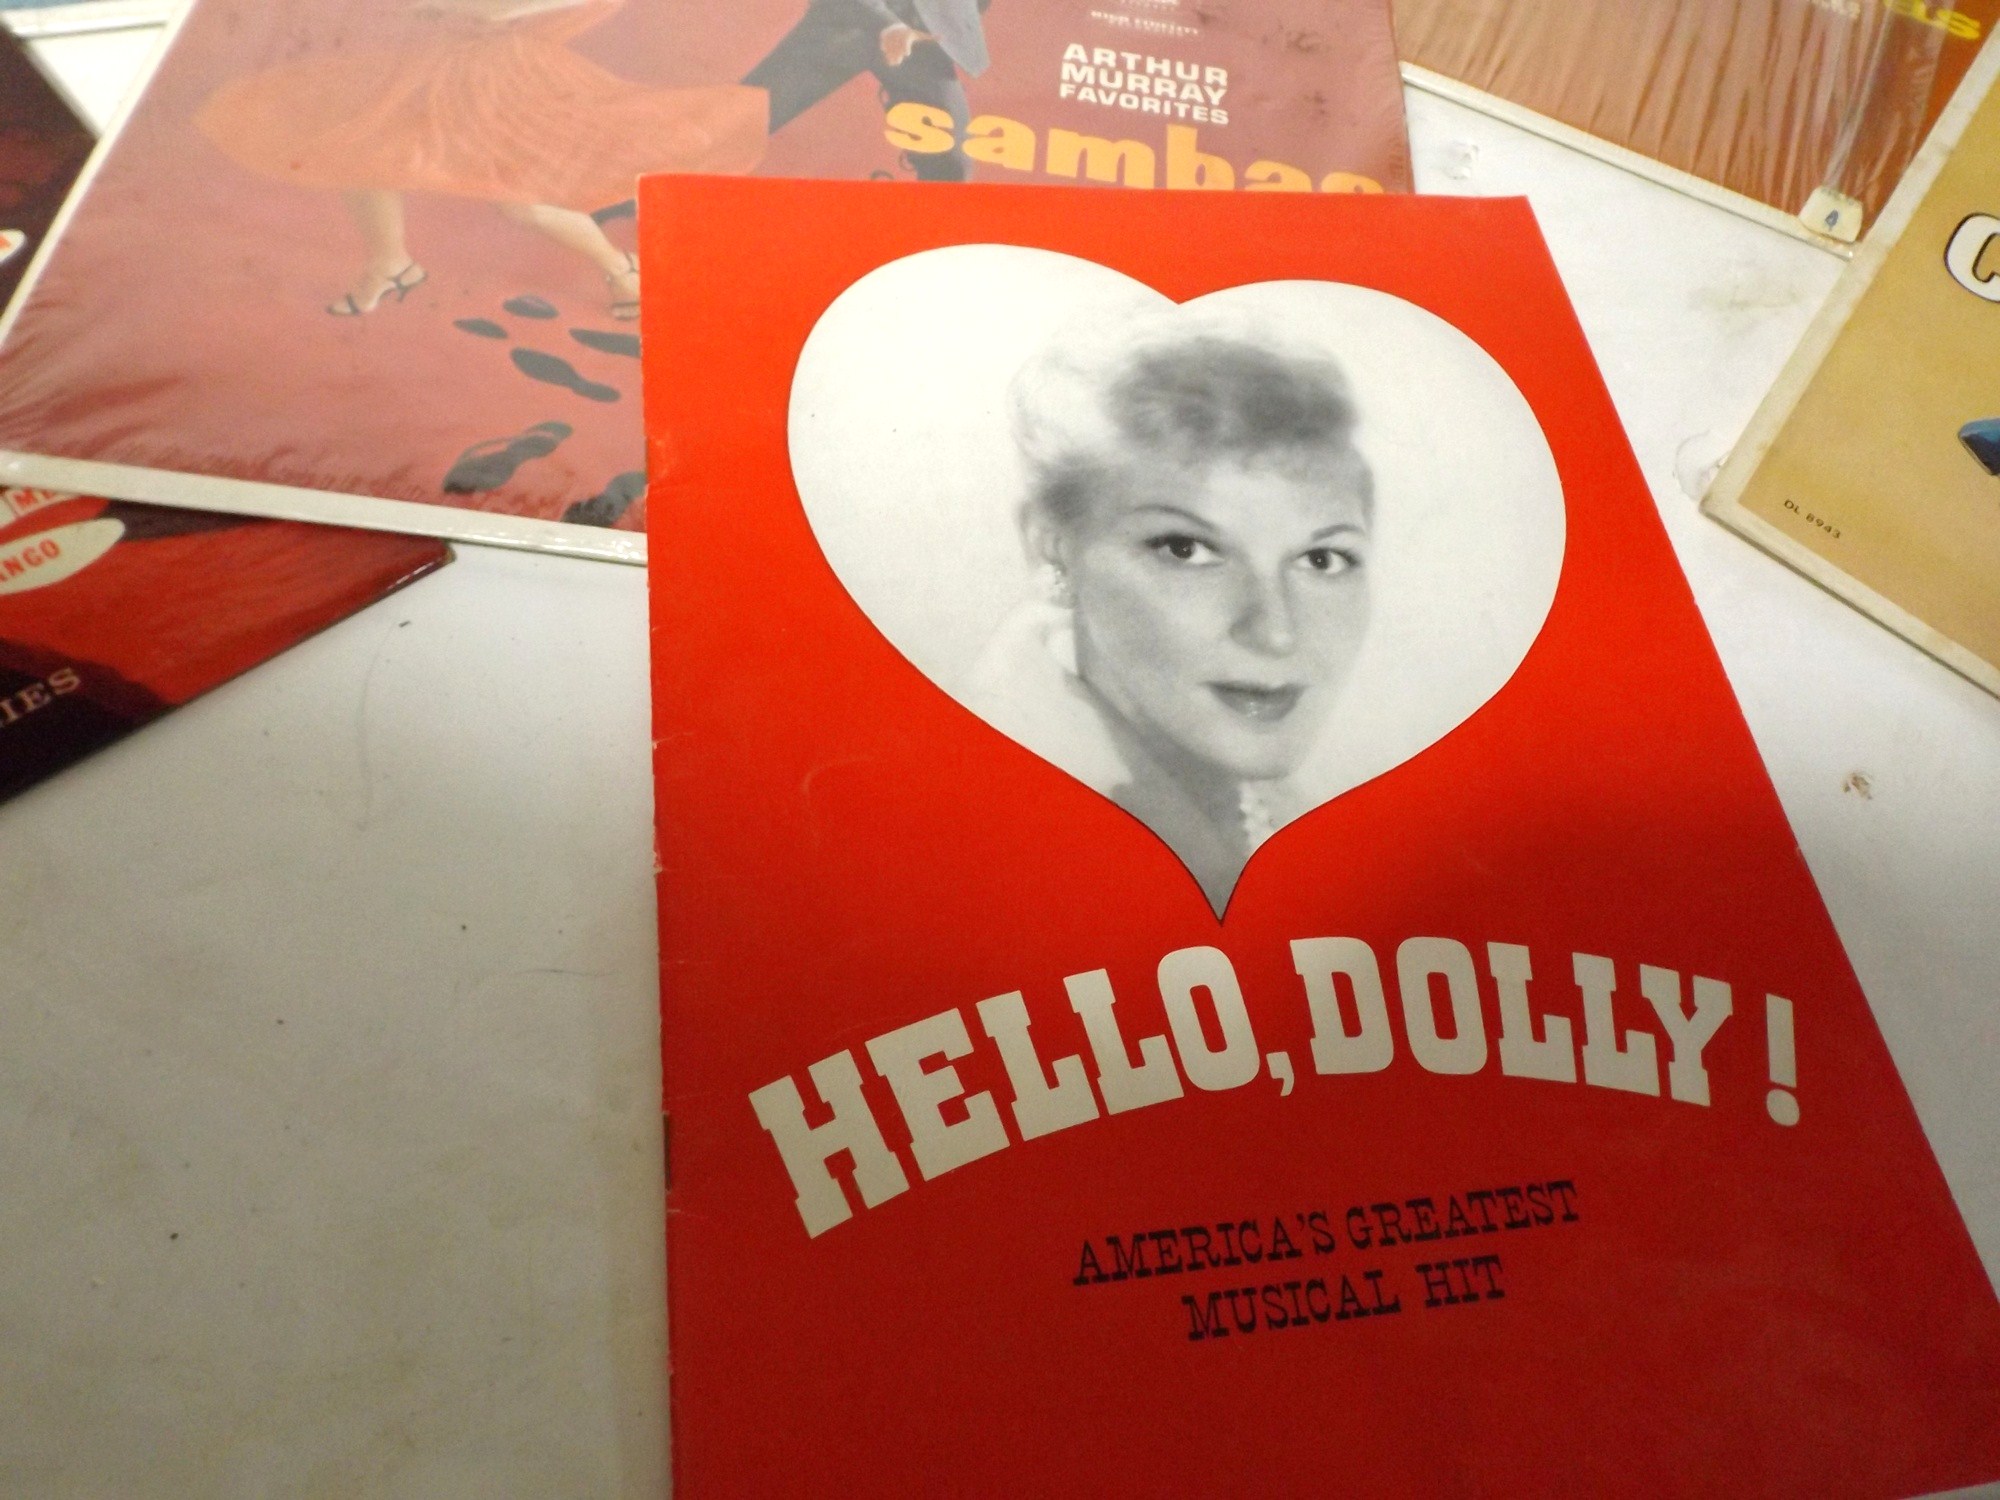 ARTHUR
MURRAY
FAVORITES
sambas
DL 8943
HELLO, DOLLY!
AMERICA'S GREATEST
MUSICAL HIT